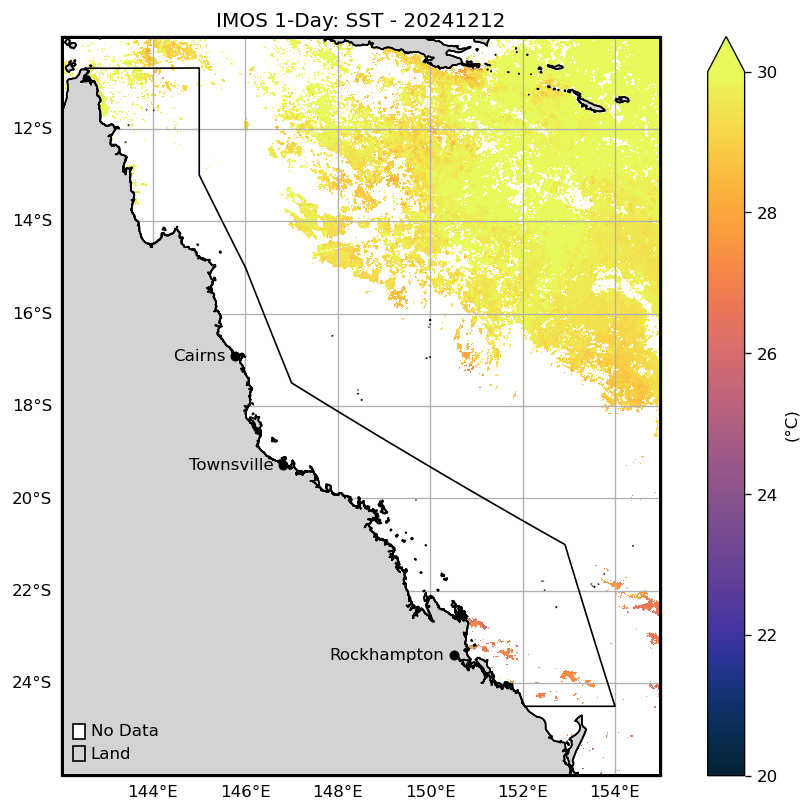 IMOS 1-Day: SST - 20241212
12°S
14°S
16°S
18°S
20°S
22°S
24°S
Cairns
Townsville
Rockhampton
No Data
Land
144°E 146°E 148°E 150°E 152°E 154°E
30
28
26
24
22
20
(°C)